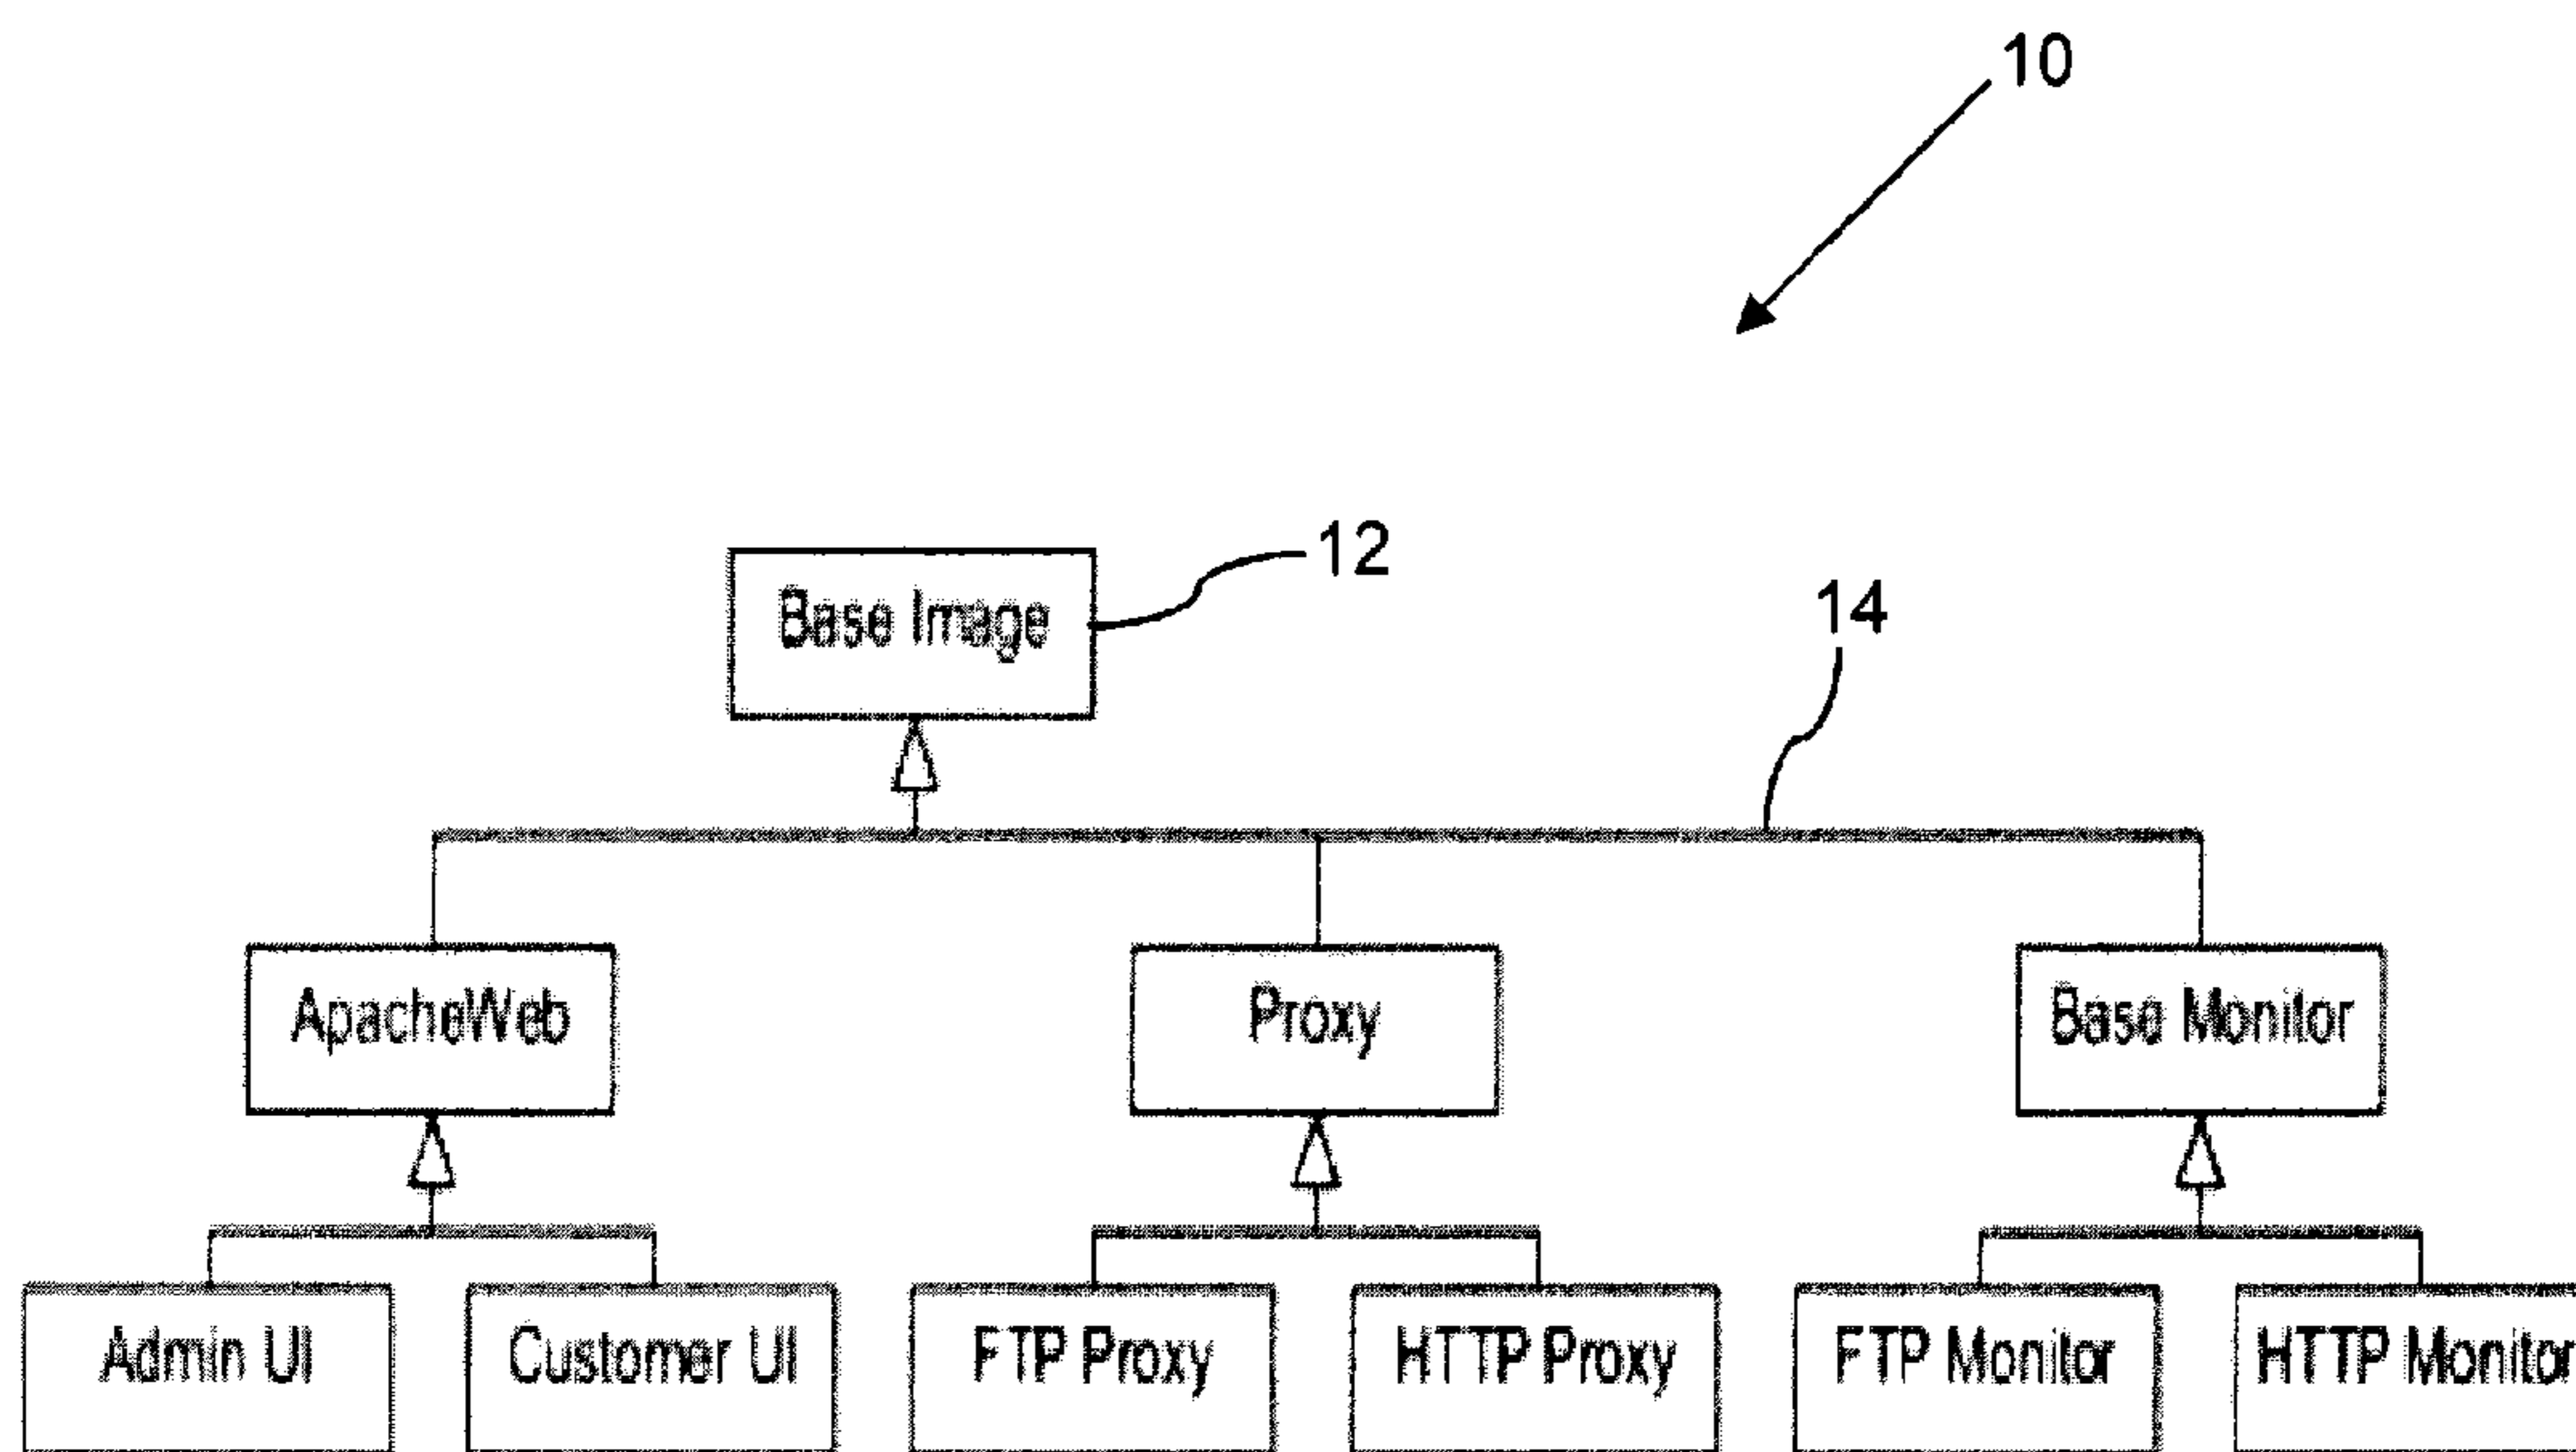 10
12
Base Image
14
ApacheWeb
Proxy
Base Monitor
Admin UI
Customer UI
FTP Proxy
HTTP Proxy
FTP Monitor
HTTP Monitor